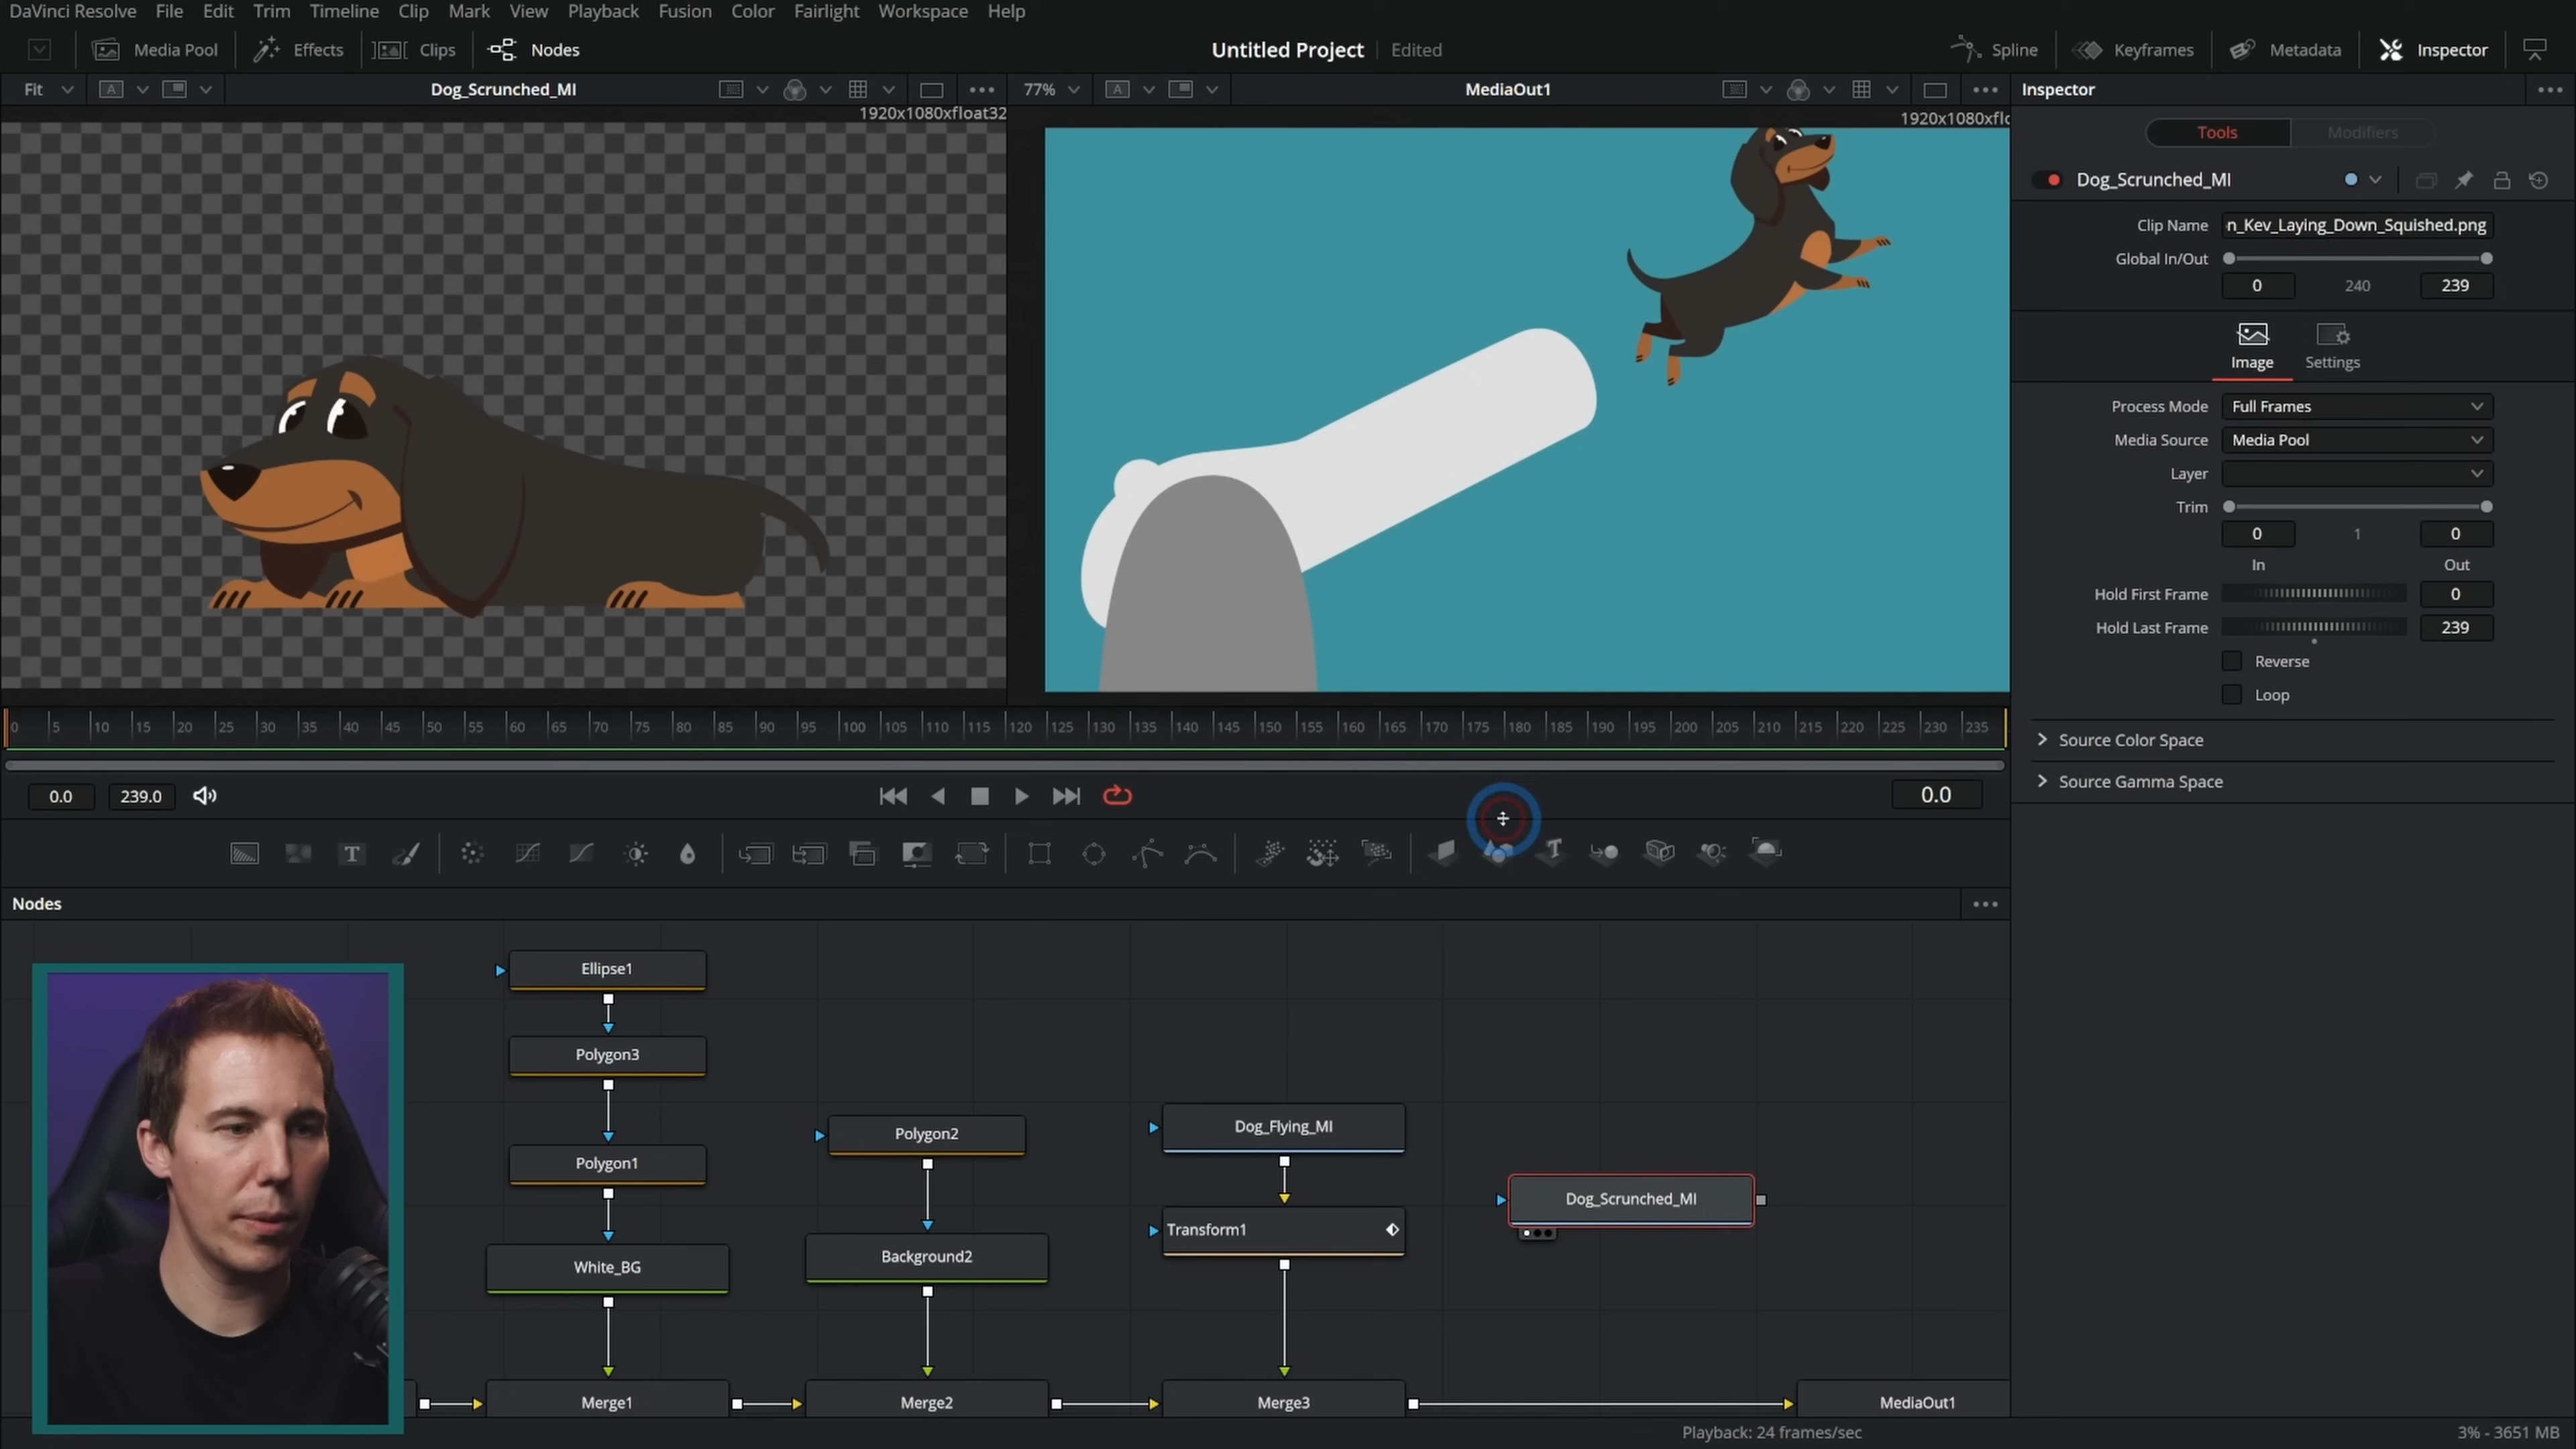 DaVinci Resolve File Edit Trim Timeline Clip Mark View Playback Fusion Color Fairlight Workspace Help
Media Pool Effects Clips Nodes Untitled Project Edited Spline Keyframes Metadata Inspector
Fit A Dog_Scrunched_MI 77% A MediaOut1 Inspector
1920x1080xfloat32 1920x1080xflo
Tools Modifiers
Dog_Scrunched_MI
Clip Name n_Kev_Laying_Down_Squished.png
Global In/Out
0 240 239
Image Settings
Process Mode Full Frames
Media Source Media Pool
Layer
Trim
0 1 0
In Out
Hold First Frame 0
Hold Last Frame 239
Reverse
Loop
Source Color Space
Source Gamma Space
0 5 10 15 20 25 30 35 40 45 50 55 60 65 70 75 80 85 90 95 100 105 110 115 120 125 130 135 140 145 150 155 160 165 170 175 180 185 190 195 200 205 210 215 220 225 230 235
0.0 239.0 0.0
T T
Nodes
Ellipse1
Polygon3
Polygon1
White_BG
Merge1
Polygon2
Background2
Merge2
Dog_Flying_MI
Transform1
Merge3
Dog_Scrunched_MI
MediaOut1
Playback: 24 frames/sec 3% - 3651 MB